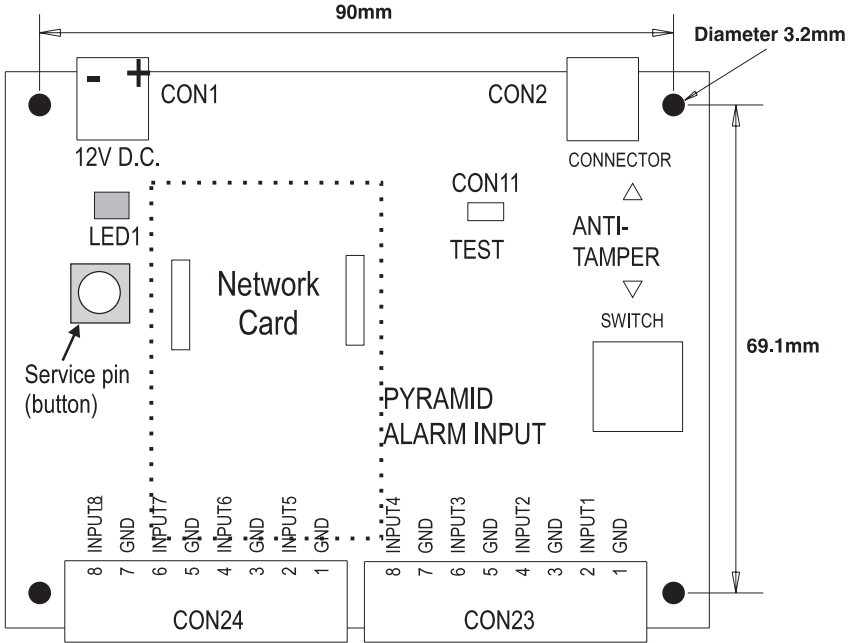 90mm
Diameter 3.2mm
- +
CON1
CON2
12V D.C.
CONNECTOR
CON11
LED1
TEST
ANTI-
TAMPER
Network
Card
SWITCH
69.1mm
Service pin
(button)
PYRAMID
ALARM INPUT
8 INPUT8
7 GND
6 INPUT7
5 GND
4 INPUT6
3 GND
2 INPUT5
1 GND
8 INPUT4
7 GND
6 INPUT3
5 GND
4 INPUT2
3 GND
2 INPUT1
1 GND
CON24
CON23